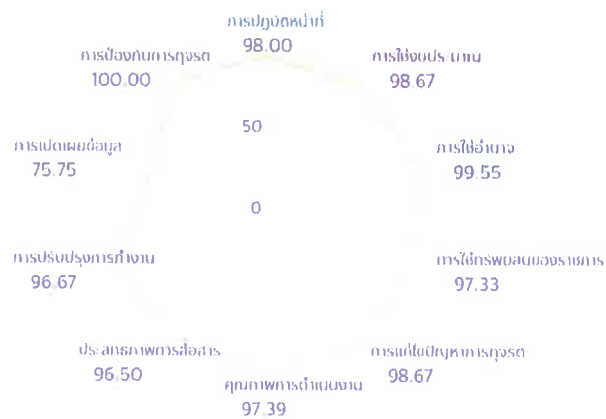 การปฏิบัติหน้าที่
98.00
การป้องกันการทุจริต
100.00
การใช้งบประมาณ
98.67
50
การเปิดเผยข้อมูล
75.75
การใช้อำนาจ
99.55
0
การปรับปรุงการทำงาน
96.67
การใช้ทรัพย์สินของราชการ
97.33
ประสิทธิภาพการสื่อสาร
96.50
การแก้ไขปัญหาการทุจริต
98.67
คุณภาพการดำเนินงาน
97.39